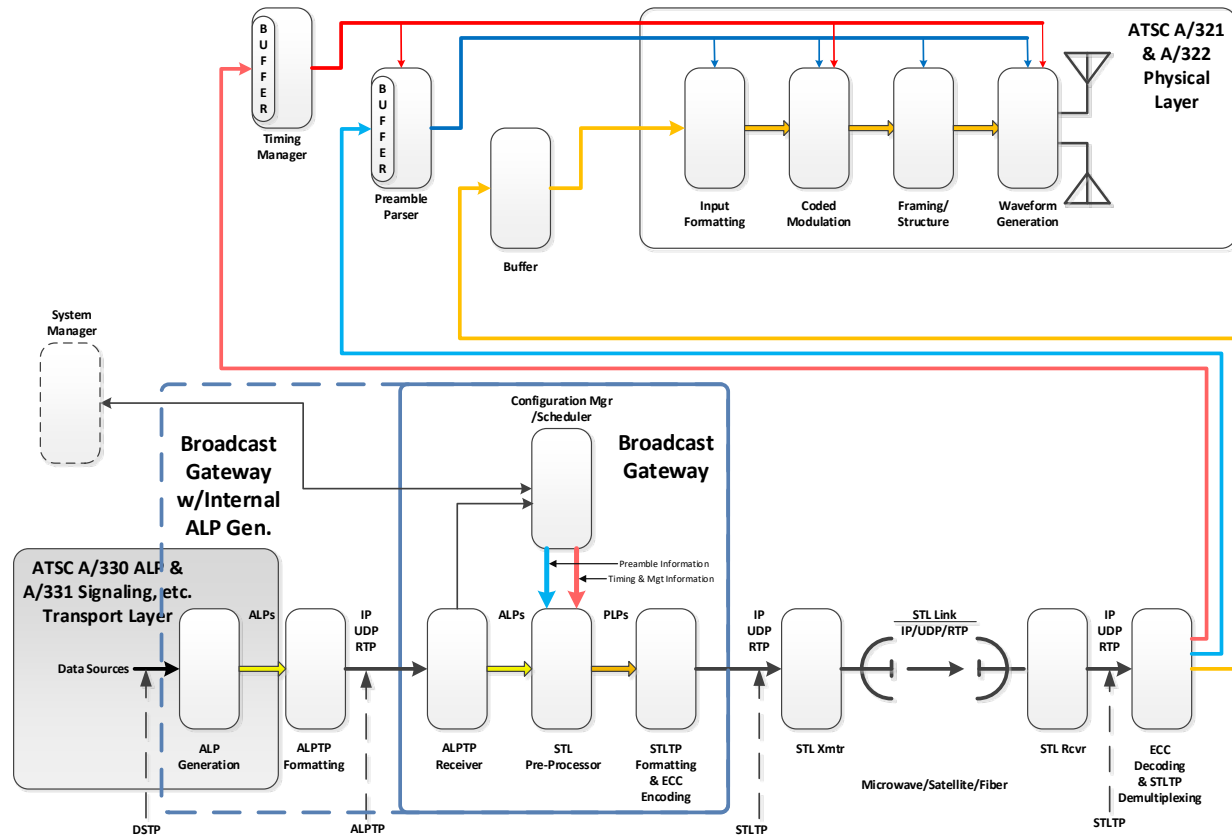 B
U
F
F
E
R
Timing
Manager
B
U
F
F
E
R
Preamble
Parser
Buffer
ATSC A/321
& A/322
Physical
Layer
Input
Formatting
Coded
Modulation
Framing/
Structure
Waveform
Generation
System
Manager
Broadcast
Gateway
w/Internal
ALP Gen.
Configuration Mgr
/Scheduler
Broadcast
Gateway
Preamble Information
Timing & Mgt Information
ATSC A/330 ALP &
A/331 Signaling, etc.
Transport Layer
ALPs
Data Sources
ALP
Generation
IP
UDP
RTP
ALPTP
Formatting
ALPs
PLPs
ALPTP
Receiver
STL
Pre-Processor
STLTP
Formatting
& ECC
Encoding
IP
UDP
RTP
STL Xmtr
STL Link
IP/UDP/RTP
Microwave/Satellite/Fiber
STL Rcvr
IP
UDP
RTP
ECC
Decoding
& STLTP
Demultiplexing
DSTP
ALPTP
STLTP
STLTP